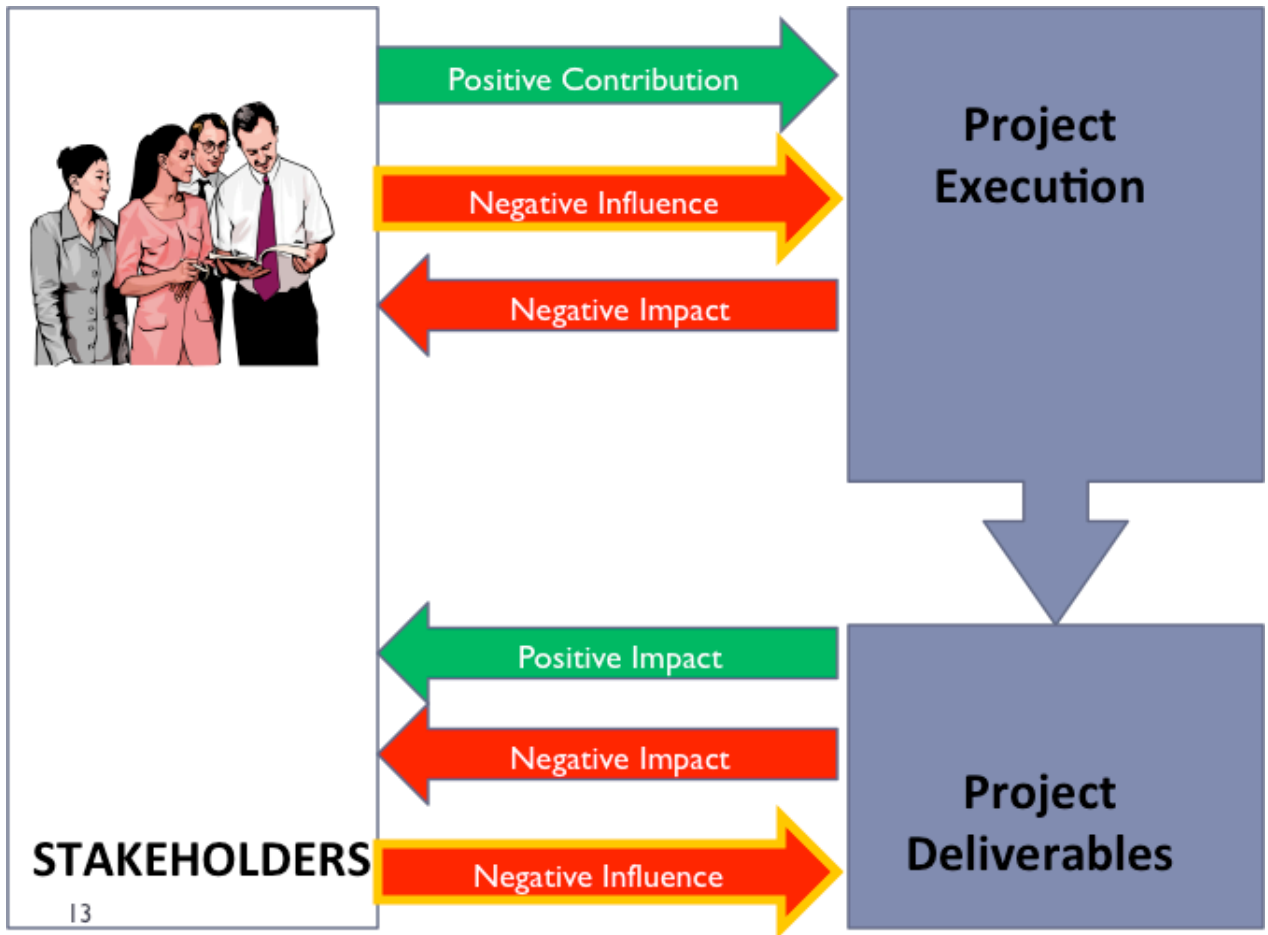 Positive Contribution
Project
Execution
Negative Influence
Negative Impact
Positive Impact
Negative Impact
Project
Deliverables
STAKEHOLDERS
Negative Influence
13